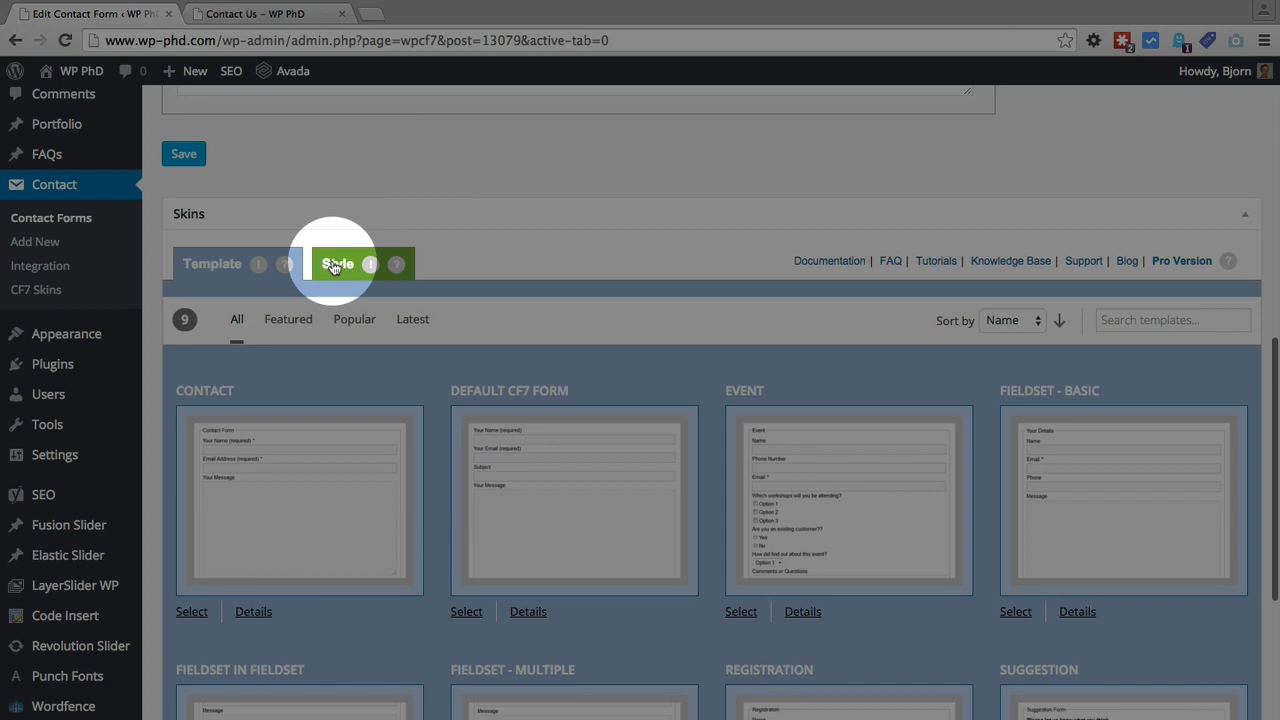 Edit Contact Form ‹ WP PhD
Contact Us – WP PhD
www.wp-phd.com/wp-admin/admin.php?page=wpcf7&post=13079&active-tab=0
2
1
WP PhD
0
New
SEO
Avada
Howdy, Bjorn
Comments
Portfolio
FAQs
Contact
Contact Forms
Add New
Integration
CF7 Skins
Appearance
Plugins
Users
Tools
Settings
SEO
Fusion Slider
Elastic Slider
LayerSlider WP
Code Insert
Revolution Slider
Punch Fonts
Wordfence
Save
Skins
Template ! ?
Style ! ?
Documentation | FAQ | Tutorials | Knowledge Base | Support | Blog | Pro Version ?
9 All Featured Popular Latest
Sort by Name
Search templates...
CONTACT
Contact Form
Your Name (required) *
Email Address (required) *
Your Message
Select Details
DEFAULT CF7 FORM
Your Name (required)
Your Email (required)
Subject
Your Message
Select Details
EVENT
Event
Name
Phone Number
Email *
Which workshops will you be attending?
Option 1
Option 2
Option 3
Are you an existing customer??
Yes
No
How did find out about this event?
Option 1
Comments or Questions
Select Details
FIELDSET - BASIC
Your Details
Name
Email *
Phone
Message
Select Details
FIELDSET IN FIELDSET
Message
FIELDSET - MULTIPLE
Message
REGISTRATION
Registration
SUGGESTION
Suggestion Form